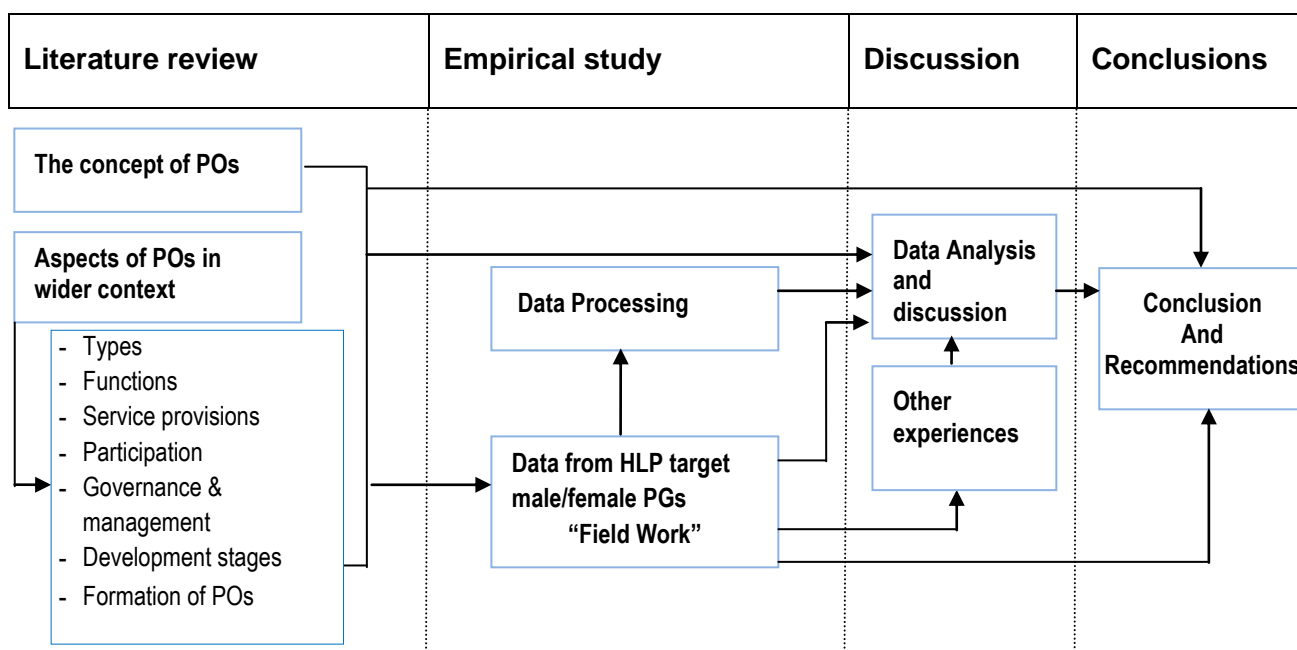 Literature review
Empirical study
Discussion
Conclusions
The concept of POs
Aspects of POs in
wider context
- Types
- Functions
- Service provisions
- Participation
- Governance &
management
- Development stages
- Formation of POs
Data Processing
Data from HLP target
male/female PGs
“Field Work”
Data Analysis
and
discussion
Other
experiences
Conclusion
And
Recommendations